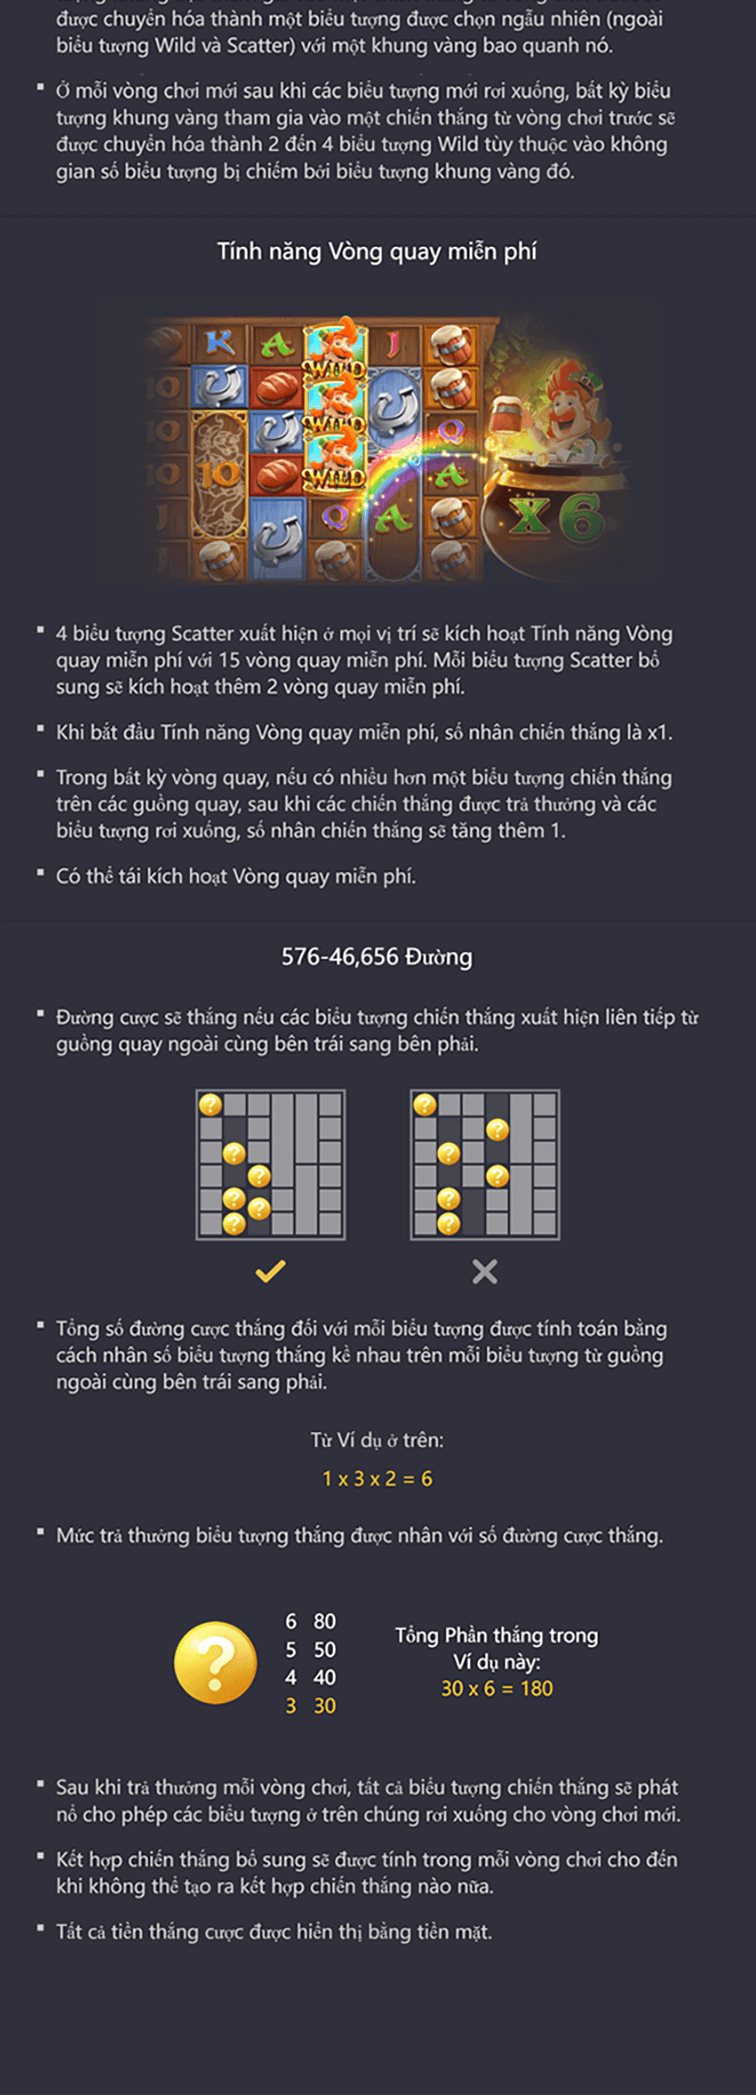 được chuyển hóa thành một biểu tượng được chọn ngẫu nhiên (ngoài
biểu tượng Wild và Scatter) với một khung vàng bao quanh nó.
▪ Ở mỗi vòng chơi mới sau khi các biểu tượng mới rơi xuống, bất kỳ biểu
tượng khung vàng tham gia vào một chiến thắng từ vòng chơi trước sẽ
được chuyển hóa thành 2 đến 4 biểu tượng Wild tùy thuộc vào không
gian số biểu tượng bị chiếm bởi biểu tượng khung vàng đó.
Tính năng Vòng quay miễn phí
K A WILD J
10 WILD
10 WILD Q
10 10 WILD A
J Q A x6
▪ 4 biểu tượng Scatter xuất hiện ở mọi vị trí sẽ kích hoạt Tính năng Vòng
quay miễn phí với 15 vòng quay miễn phí. Mỗi biểu tượng Scatter bổ
sung sẽ kích hoạt thêm 2 vòng quay miễn phí.
▪ Khi bắt đầu Tính năng Vòng quay miễn phí, số nhân chiến thắng là x1.
▪ Trong bất kỳ vòng quay, nếu có nhiều hơn một biểu tượng chiến thắng
trên các guồng quay, sau khi các chiến thắng được trả thưởng và các
biểu tượng rơi xuống, số nhân chiến thắng sẽ tăng thêm 1.
▪ Có thể tái kích hoạt Vòng quay miễn phí.
576-46,656 Đường
▪ Đường cược sẽ thắng nếu các biểu tượng chiến thắng xuất hiện liên tiếp từ
guồng quay ngoài cùng bên trái sang bên phải.
▪ Tổng số đường cược thắng đối với mỗi biểu tượng được tính toán bằng
cách nhân số biểu tượng thắng kề nhau trên mỗi biểu tượng từ guồng
ngoài cùng bên trái sang phải.
Từ Ví dụ ở trên:
1 x 3 x 2 = 6
▪ Mức trả thưởng biểu tượng thắng được nhân với số đường cược thắng.
?
6 80
5 50
4 40
3 30
Tổng Phần thắng trong
Ví dụ này:
30 x 6 = 180
▪ Sau khi trả thưởng mỗi vòng chơi, tất cả biểu tượng chiến thắng sẽ phát
nổ cho phép các biểu tượng ở trên chúng rơi xuống cho vòng chơi mới.
▪ Kết hợp chiến thắng bổ sung sẽ được tính trong mỗi vòng chơi cho đến
khi không thể tạo ra kết hợp chiến thắng nào nữa.
▪ Tất cả tiền thắng cược được hiển thị bằng tiền mặt.